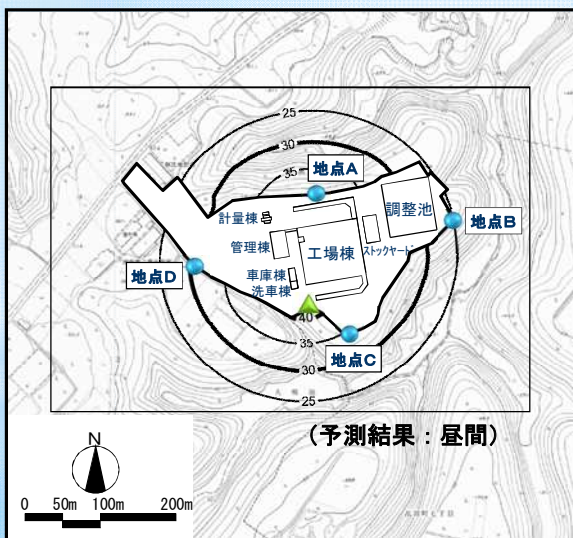 25
30
35
地点A
調整池
計量棟
地点B
管理棟
工場棟
ストックヤード
地点D
車庫棟
洗車棟
40
35
地点C
30
25
(予測結果：昼間)
N
0 50m 100m 200m